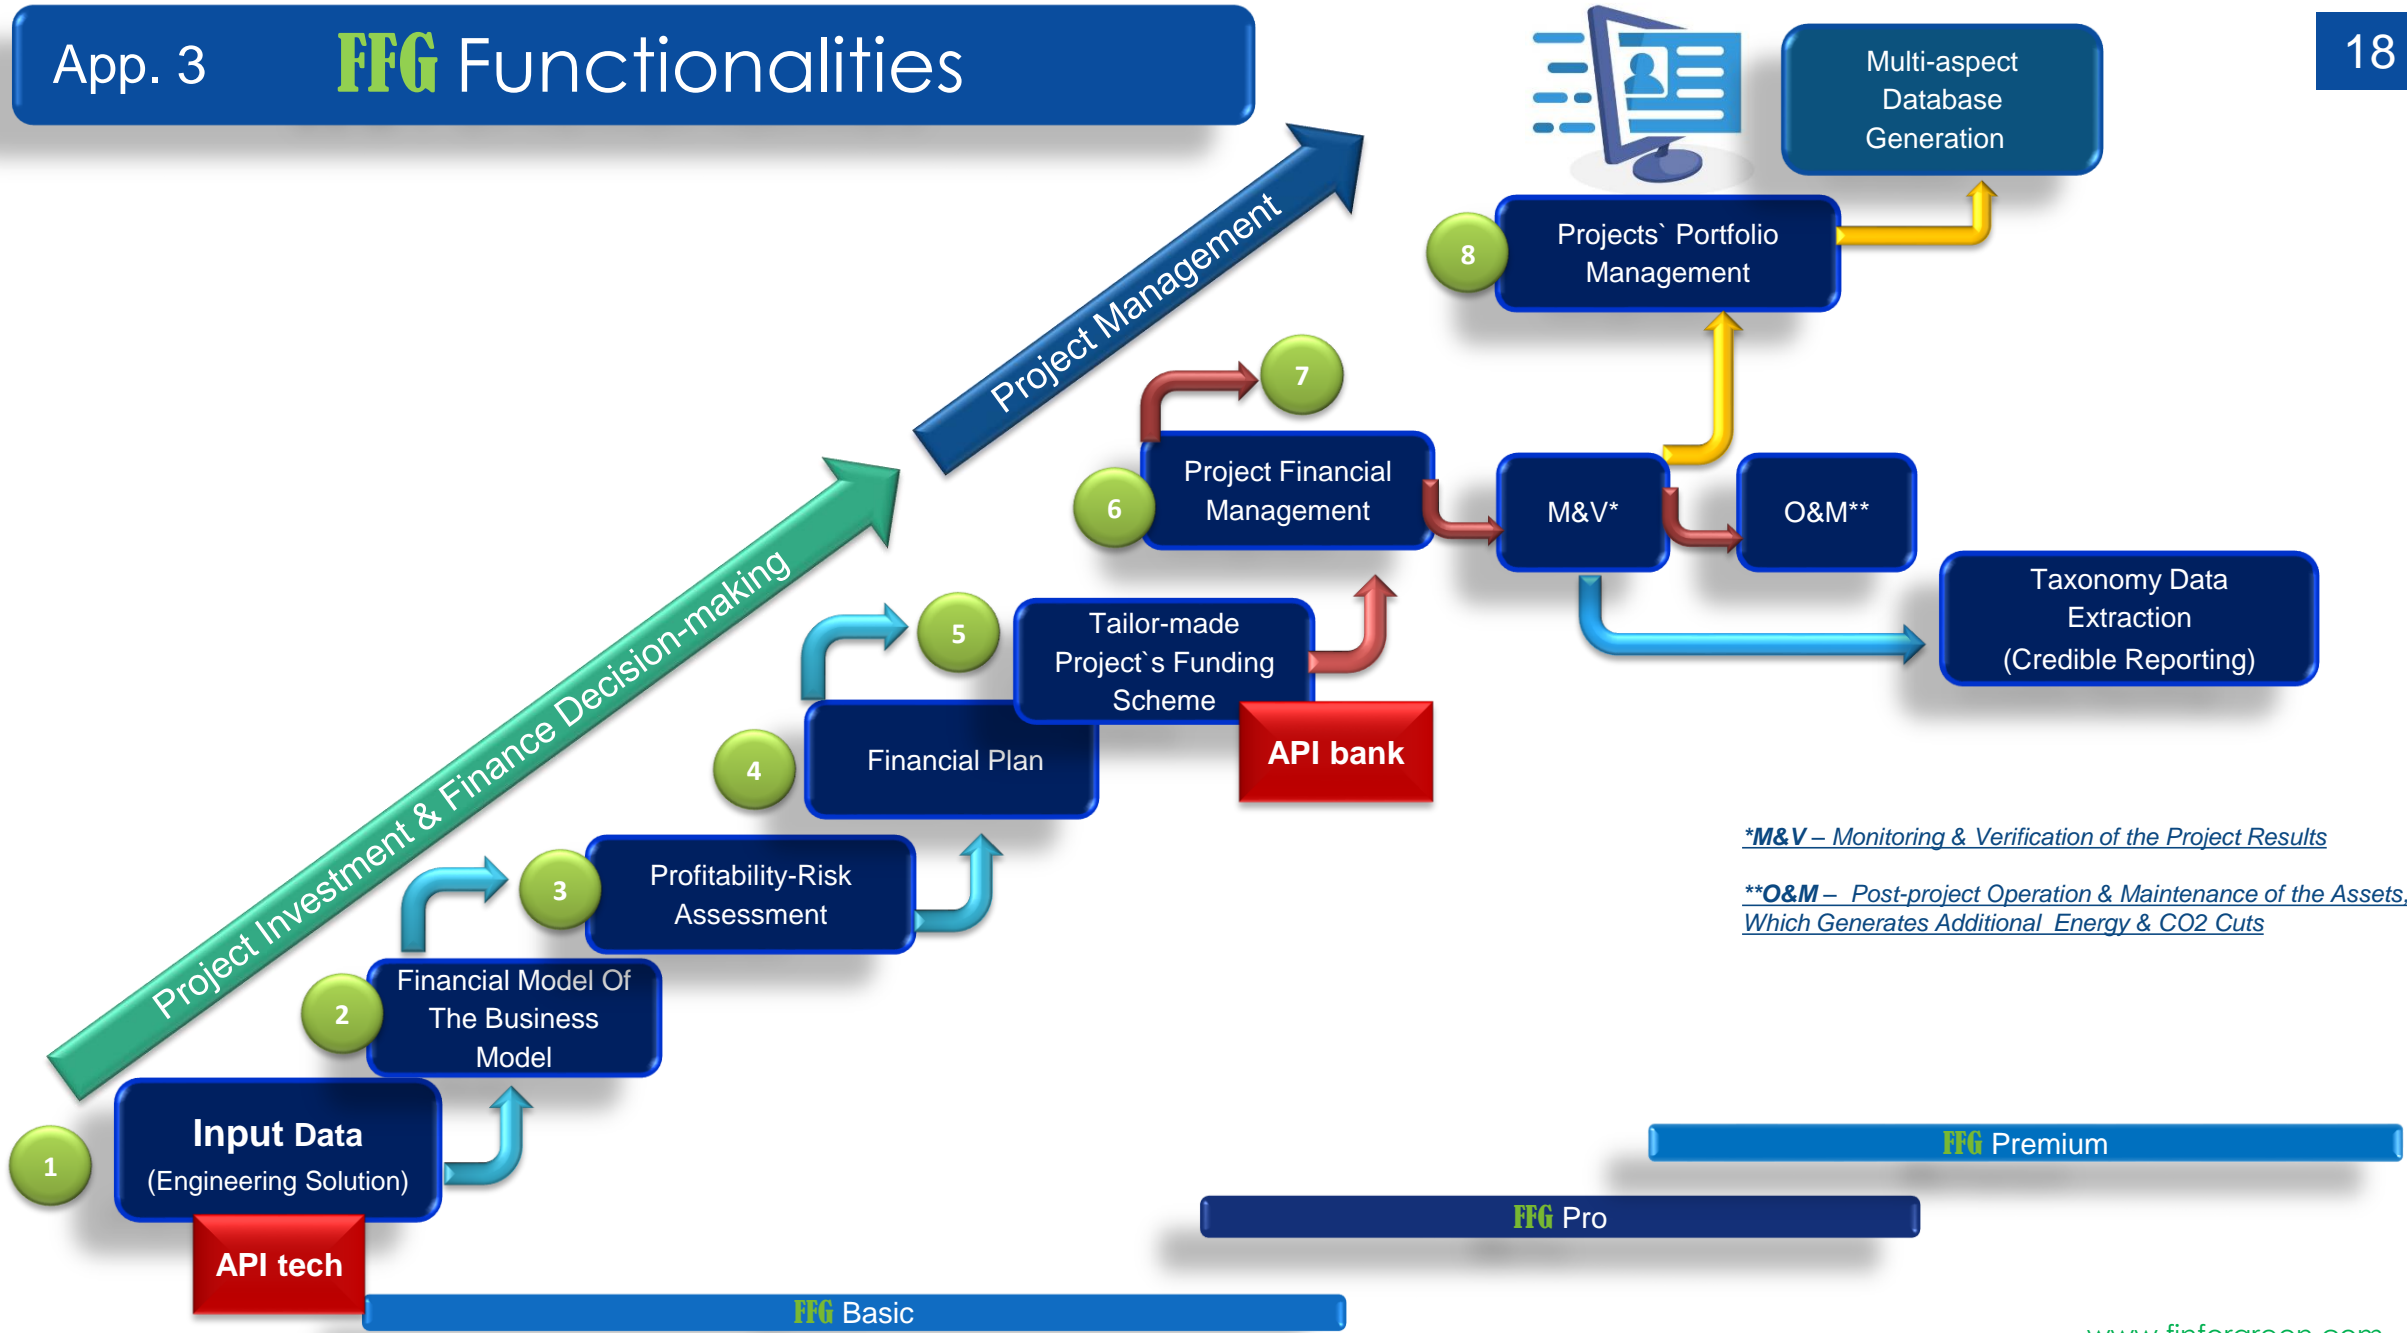 App. 3
FFG Functionalities
18
Multi-aspect
Database
Generation
Projects` Portfolio
Management
8
Project Management
7
Project Financial
Management
6
M&V*
O&M**
Taxonomy Data
Extraction
(Credible Reporting)
Project Investment & Finance Decision-making
5
Tailor-made
Project`s Funding
Scheme
API bank
4
Financial Plan
*M&V – Monitoring & Verification of the Project Results
**O&M – Post-project Operation & Maintenance of the Assets,
Which Generates Additional Energy & CO2 Cuts
3
Profitability-Risk
Assessment
2
Financial Model Of
The Business
Model
1
Input Data
(Engineering Solution)
API tech
FFG Premium
FFG Pro
FFG Basic
www.finforgreen.com